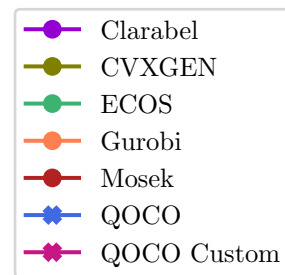 Clarabel
CVXGEN
ECOS
Gurobi
Mosek
QOCO
QOCO Custom